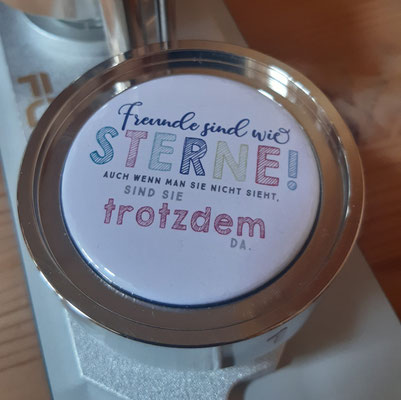 Freunde sind wie
STERNE!
AUCH WENN MAN SIE NICHT SIEHT,
SIND SIE
trotzdem
DA.